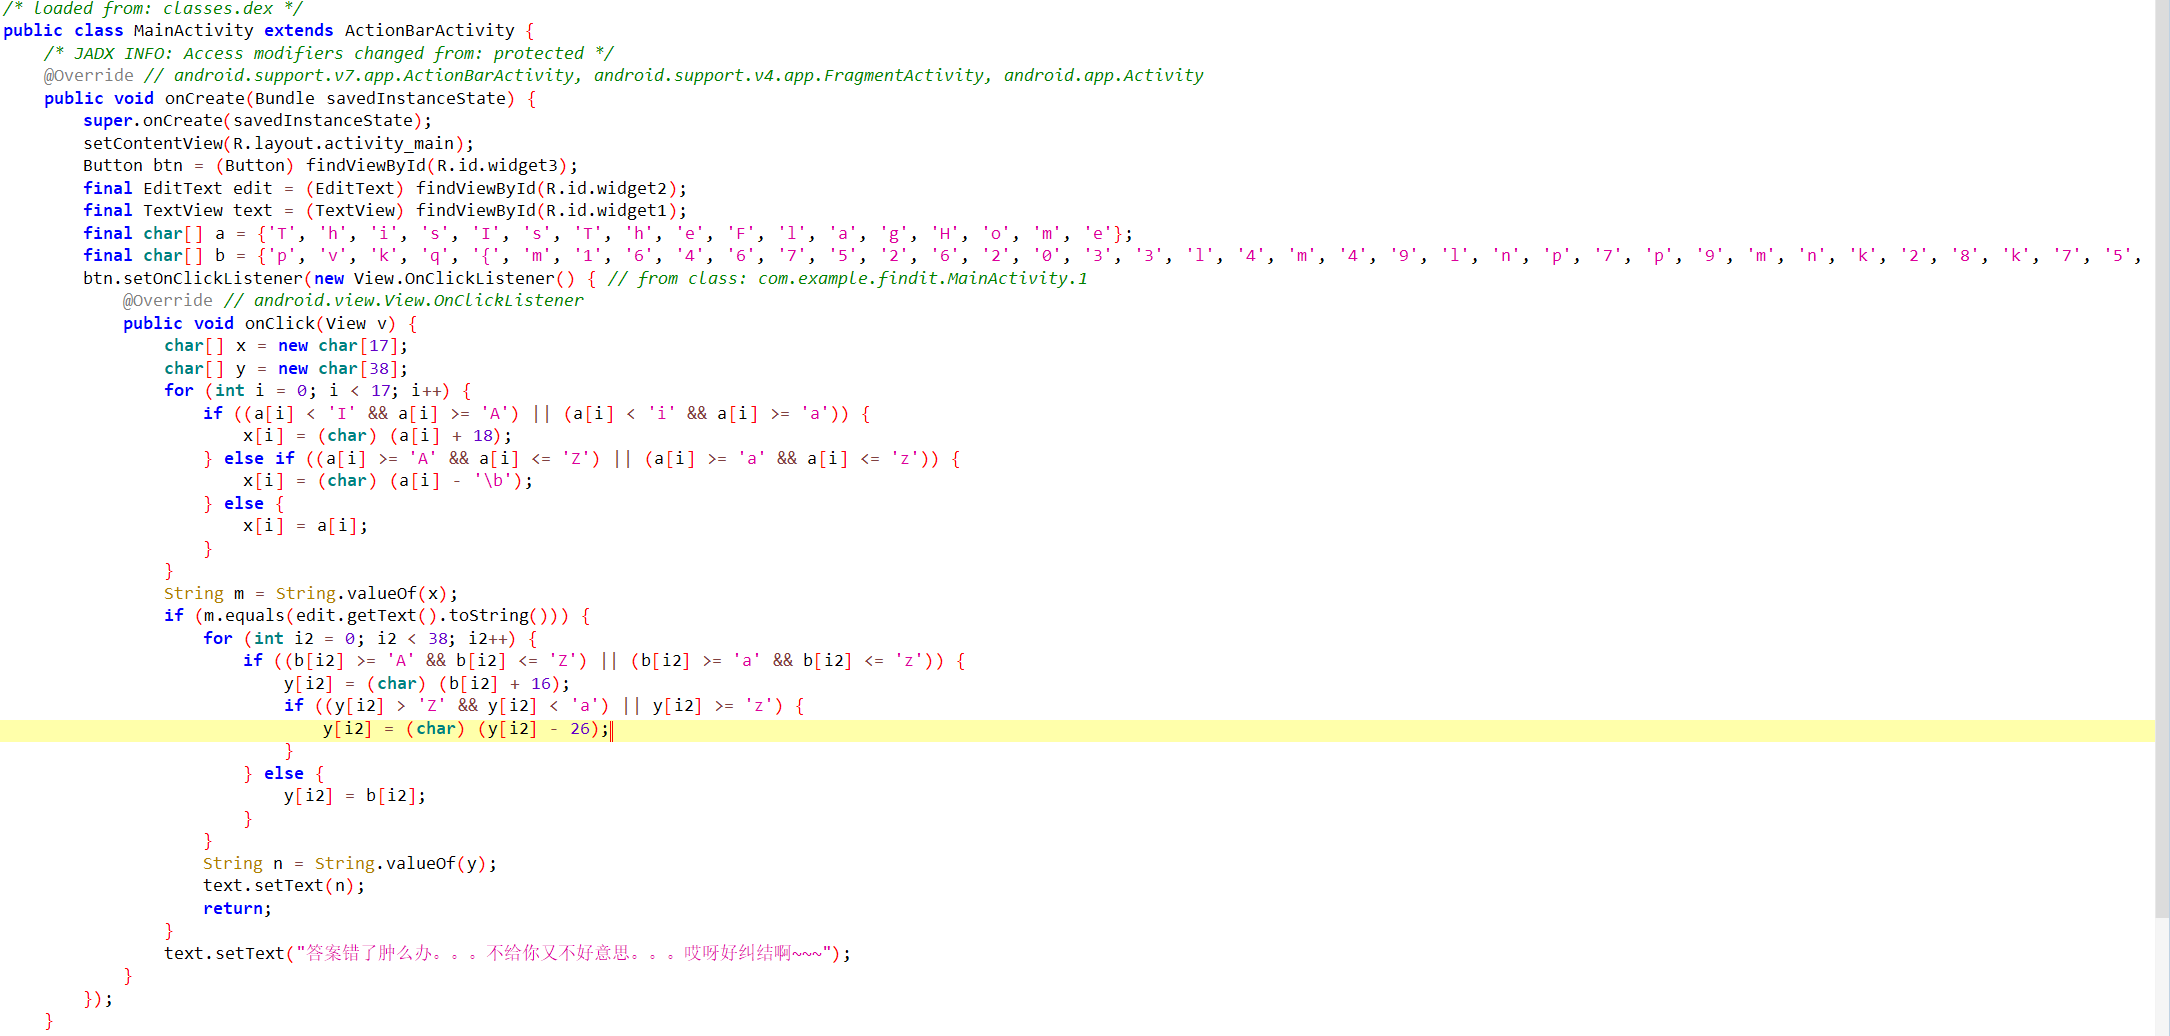 /* loaded from: classes.dex */
public class MainActivity extends ActionBarActivity {
/* JADX INFO: Access modifiers changed from: protected */
@Override // android.support.v7.app.ActionBarActivity, android.support.v4.app.FragmentActivity, android.app.Activity
public void onCreate(Bundle savedInstanceState) {
super.onCreate(savedInstanceState);
setContentView(R.layout.activity_main);
Button btn = (Button) findViewById(R.id.widget3);
final EditText edit = (EditText) findViewById(R.id.widget2);
final TextView text = (TextView) findViewById(R.id.widget1);
final char[] a = {'T', 'h', 'i', 's', 'I', 's', 'T', 'h', 'e', 'F', 'l', 'a', 'g', 'H', 'o', 'm', 'e'};
final char[] b = {'p', 'v', 'k', 'q', '{', 'm', '1', '6', '4', '6', '7', '5', '2', '6', '2', '0', '3', '3', 'l', '4', 'm', '4', '9', 'l', 'n', 'p', '7', 'p', '9', 'm', 'n', 'k', '2', '8', 'k', '7', '5',
btn.setOnClickListener(new View.OnClickListener() { // from class: com.example.findit.MainActivity.1
@Override // android.view.View.OnClickListener
public void onClick(View v) {
char[] x = new char[17];
char[] y = new char[38];
for (int i = 0; i < 17; i++) {
if ((a[i] < 'I' && a[i] >= 'A') || (a[i] < 'i' && a[i] >= 'a')) {
x[i] = (char) (a[i] + 18);
} else if ((a[i] >= 'A' && a[i] <= 'Z') || (a[i] >= 'a' && a[i] <= 'z')) {
x[i] = (char) (a[i] - '\b');
} else {
x[i] = a[i];
}
}
String m = String.valueOf(x);
if (m.equals(edit.getText().toString())) {
for (int i2 = 0; i2 < 38; i2++) {
if ((b[i2] >= 'A' && b[i2] <= 'Z') || (b[i2] >= 'a' && b[i2] <= 'z')) {
y[i2] = (char) (b[i2] + 16);
if ((y[i2] > 'Z' && y[i2] < 'a') || y[i2] >= 'z') {
y[i2] = (char) (y[i2] - 26);
}
} else {
y[i2] = b[i2];
}
}
String n = String.valueOf(y);
text.setText(n);
return;
}
text.setText("答案错了肿么办。。。不给你又不好意思。。。哎呀好纠结啊~~~");
}
});
}